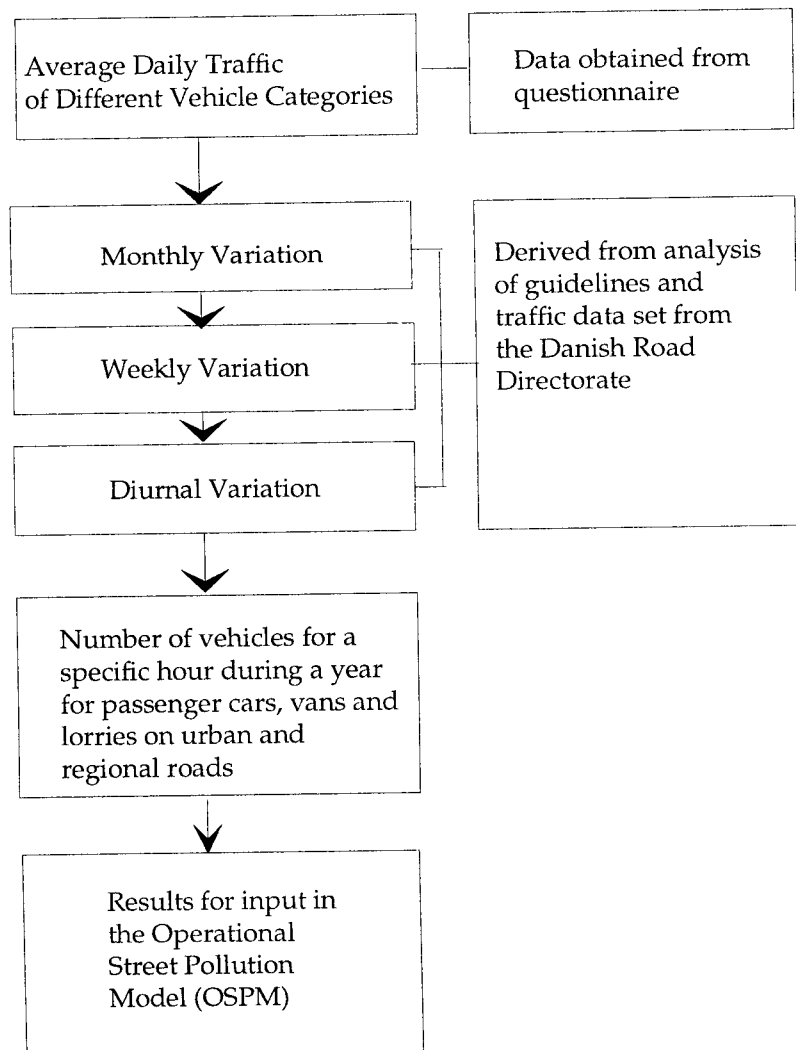 Average Daily Traffic
of Different Vehicle Categories
Data obtained from
questionnaire
Monthly Variation
Weekly Variation
Diurnal Variation
Derived from analysis
of guidelines and
traffic data set from
the Danish Road
Directorate
Number of vehicles for a
specific hour during a year
for passenger cars, vans and
lorries on urban and
regional roads
Results for input in
the Operational
Street Pollution
Model (OSPM)